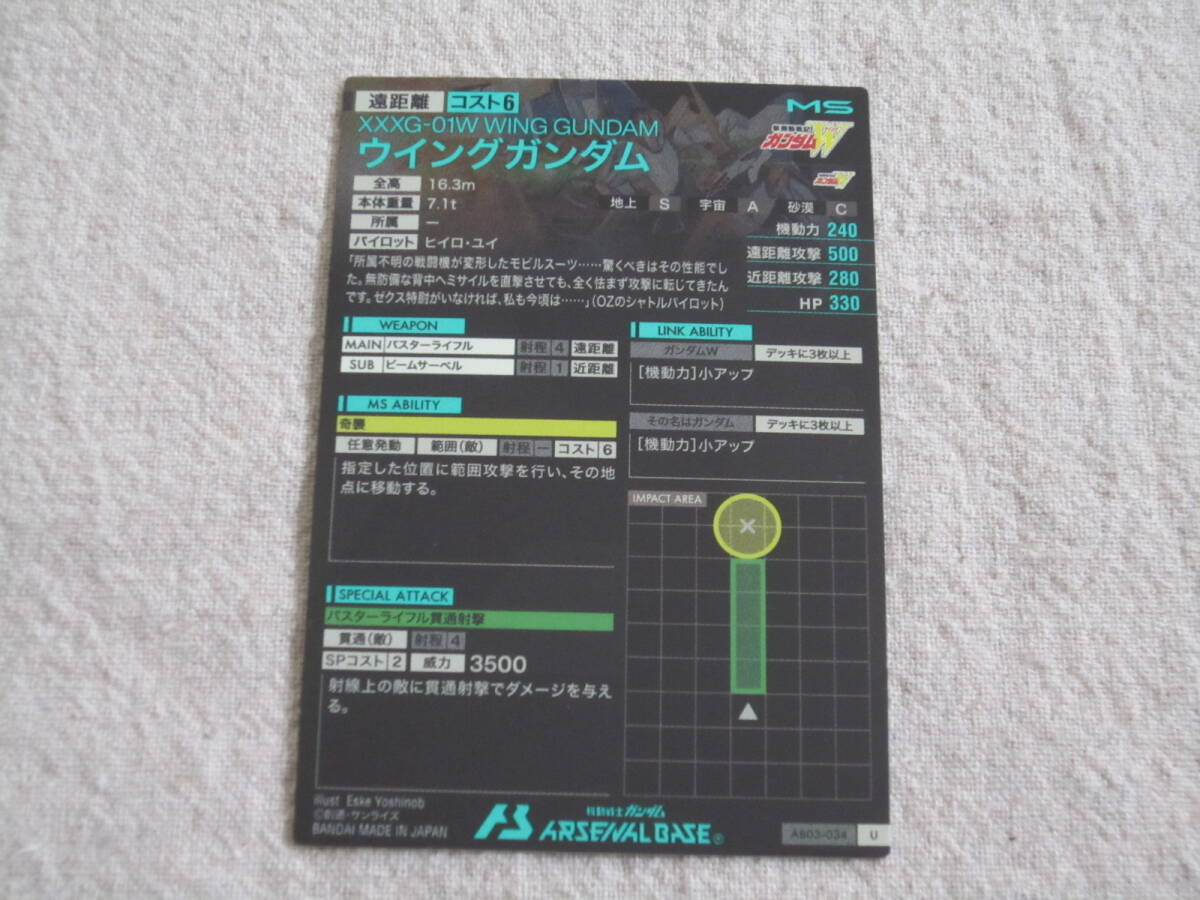 遠距離 コスト6 MS
XXXG-01W WING GUNDAM
ウイングガンダム
新機動戦記 ガンダムW
ガンダムW
全高 16.3m
本体重量 7.1t
地上 S 宇宙 A 砂漠 C
所属 ー
機動力 240
パイロット ヒイロ・ユイ
遠距離攻撃 500
近距離攻撃 280
HP 330
「所属不明の戦闘機が変形したモビルスーツ……驚くべきはその性能でし
た。無防備な背中へミサイルを直撃させても、全く怯まず攻撃に転じてきたん
です。ゼクス特尉がいなければ、私も今頃は……」(OZのシャトルパイロット)
WEAPON
MAIN バスターライフル 射程 4 遠距離
SUB ビームサーベル 射程 1 近距離
LINK ABILITY
ガンダムW デッキに3枚以上
[機動力]小アップ
その名はガンダム デッキに3枚以上
[機動力]小アップ
MS ABILITY
奇襲
任意発動 範囲(敵) 射程 ー コスト 6
指定した位置に範囲攻撃を行い、その地
点に移動する。
IMPACT AREA
SPECIAL ATTACK
バスターライフル貫通射撃
貫通(敵) 射程 4
SPコスト 2 威力 3500
射線上の敵に貫通射撃でダメージを与え
る。
illust Eske Yoshinob
©創通・サンライズ
BANDAI MADE IN JAPAN
機動戦士ガンダム
ARSENAL BASE®
AB03-034 U